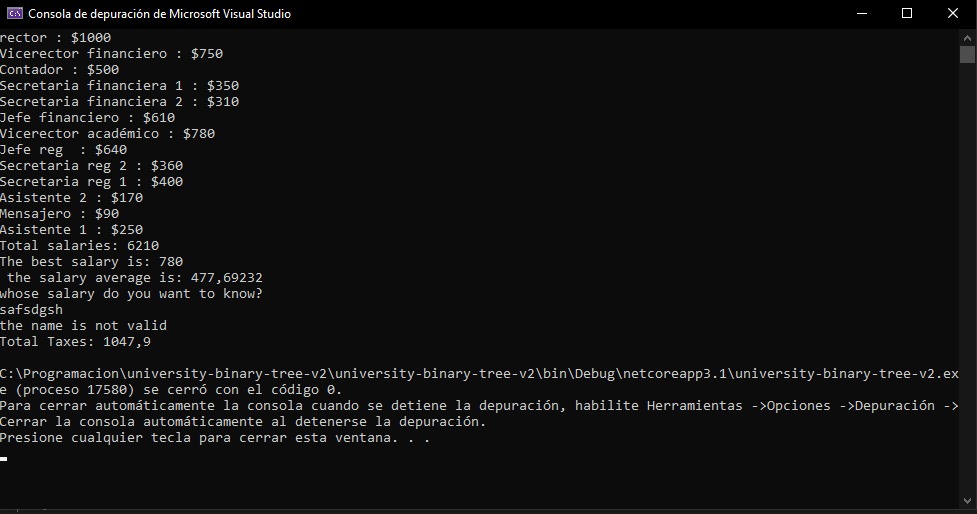 Consola de depuración de Microsoft Visual Studio
rector : $1000
Vicerector financiero : $750
Contador : $500
Secretaria financiera 1 : $350
Secretaria financiera 2 : $310
Jefe financiero : $610
Vicerector académico : $780
Jefe reg  : $640
Secretaria reg 2 : $360
Secretaria reg 1 : $400
Asistente 2 : $170
Mensajero : $90
Asistente 1 : $250
Total salaries: 6210
The best salary is: 780
 the salary average is: 477,69232
whose salary do you want to know?
safsdgsh
the name is not valid
Total Taxes: 1047,9
C:\Programacion\university-binary-tree-v2\university-binary-tree-v2\bin\Debug\netcoreapp3.1\university-binary-tree-v2.ex
e (proceso 17580) se cerró con el código 0.
Para cerrar automáticamente la consola cuando se detiene la depuración, habilite Herramientas ->Opciones ->Depuración ->
Cerrar la consola automáticamente al detenerse la depuración.
Presione cualquier tecla para cerrar esta ventana. . .